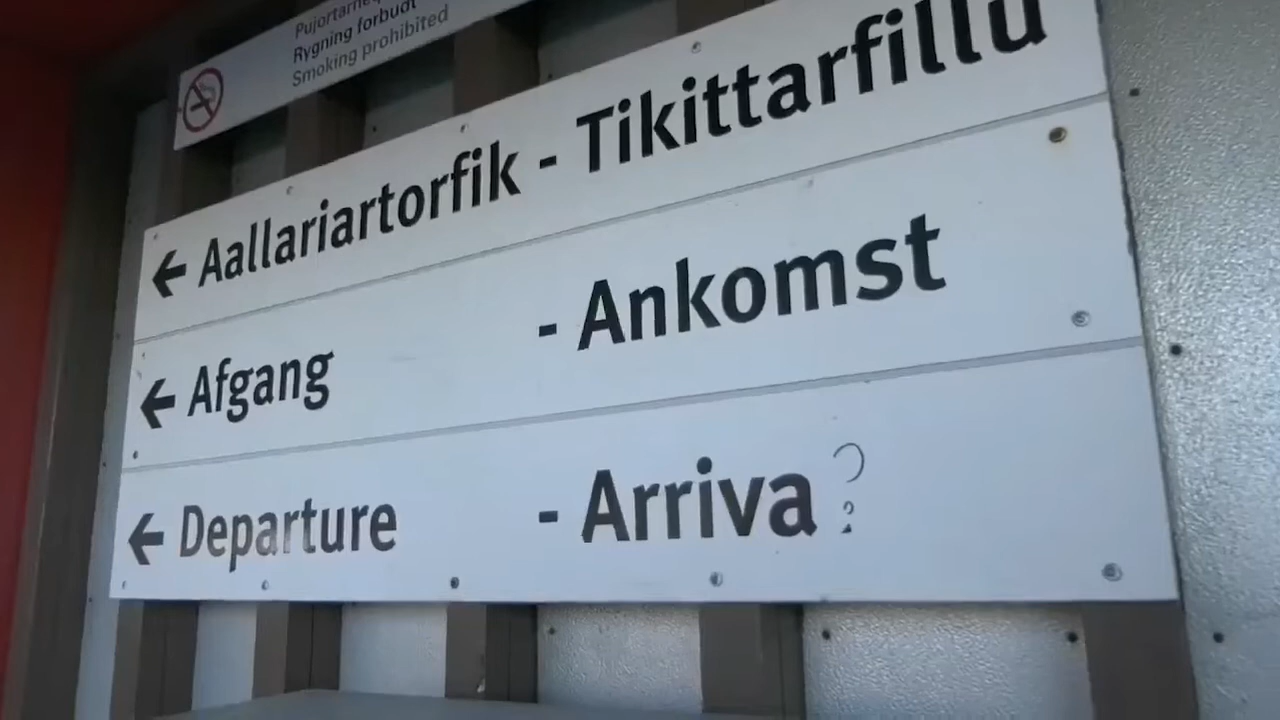 Rygning forbudt
Smoking prohibited
← Aallariartorfik - Tikittarfillu
← Afgang - Ankomst
← Departure - Arriva ?